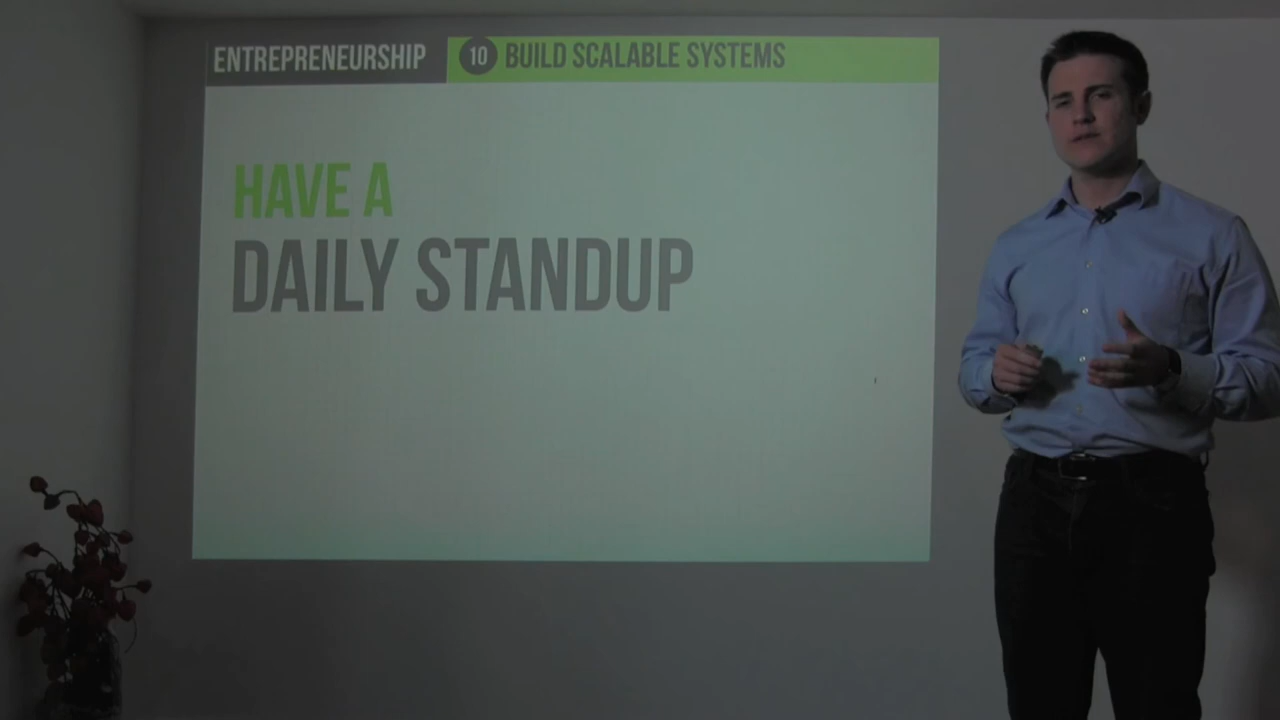 ENTREPRENEURSHIP
10 BUILD SCALABLE SYSTEMS
HAVE A
DAILY STANDUP